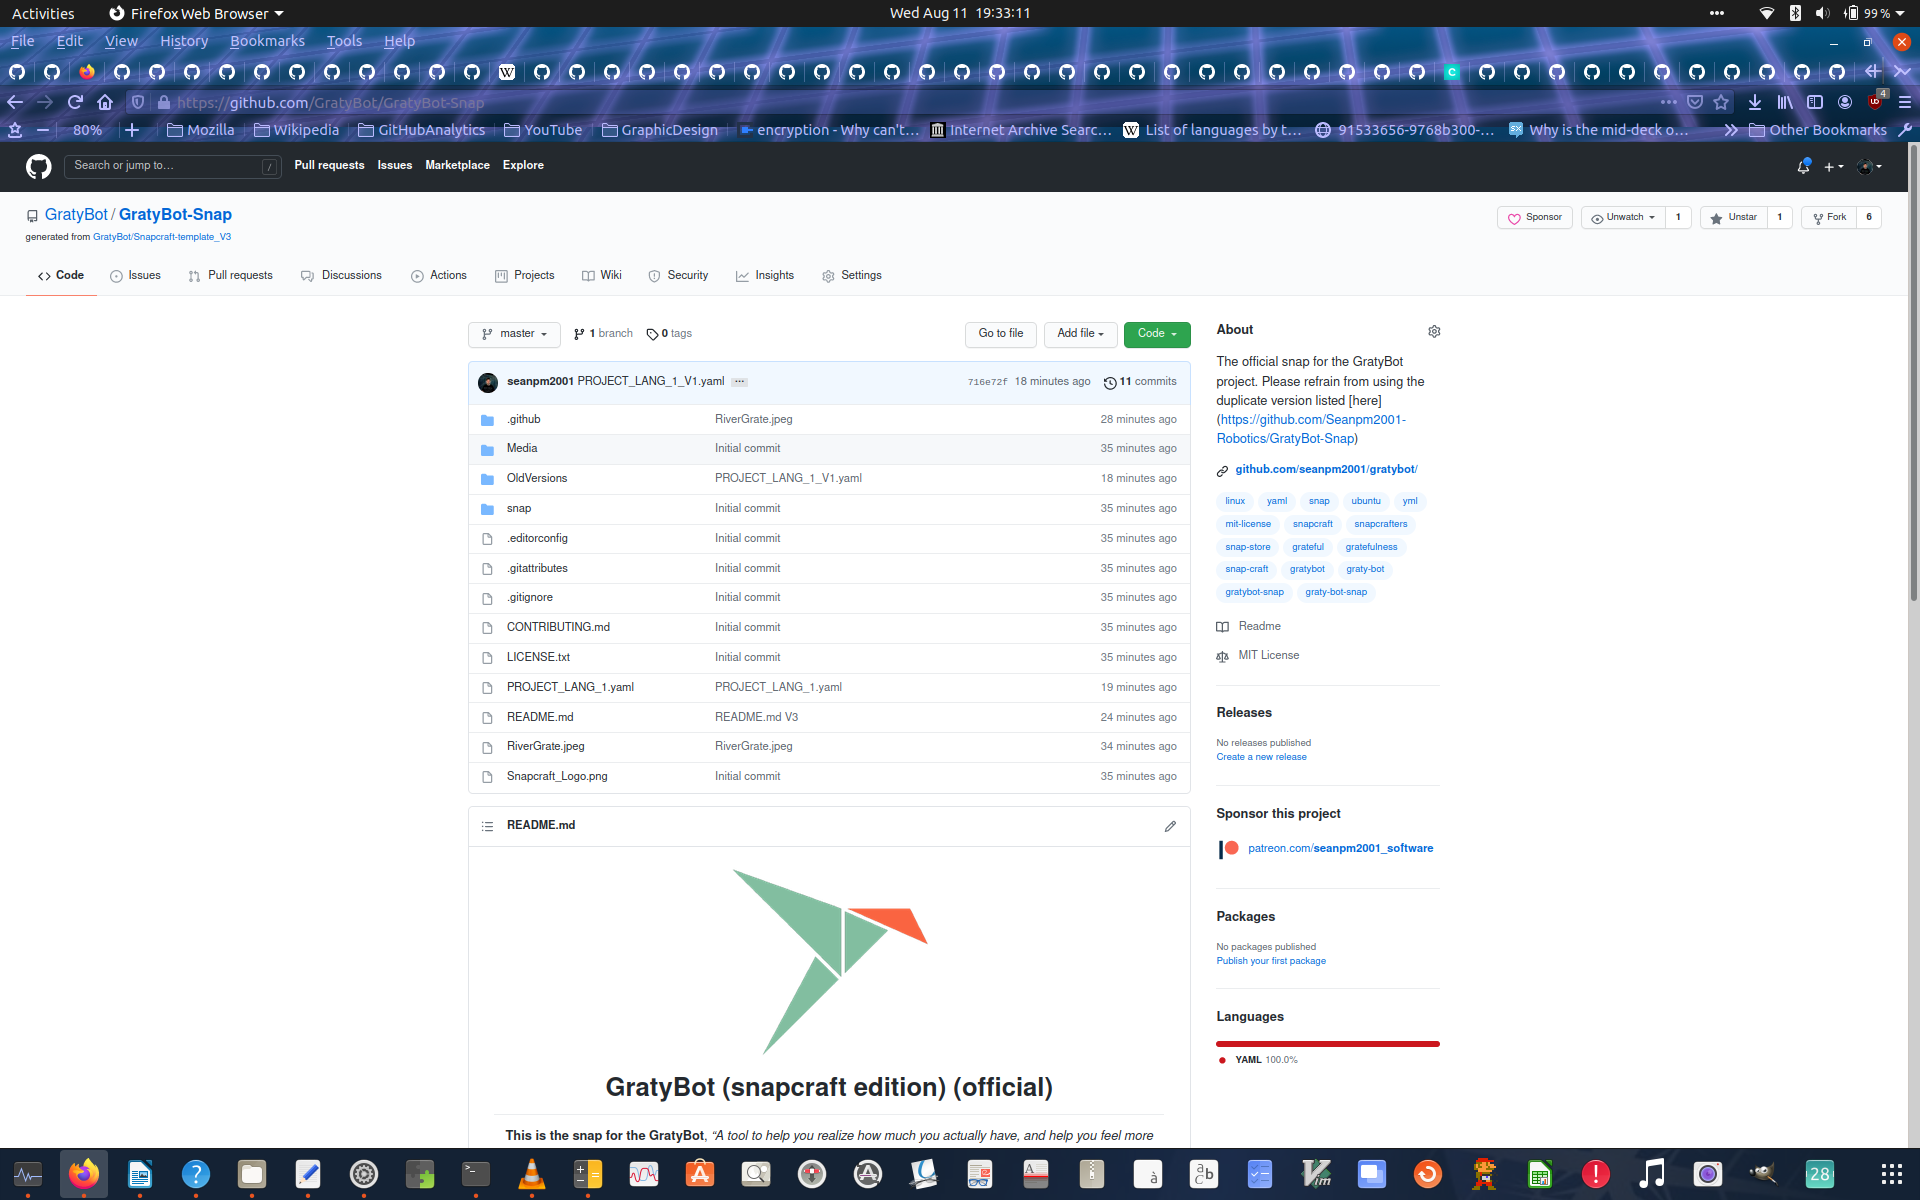 Activities
Firefox Web Browser
Wed Aug 11 19:33:11
99 %
File Edit View History Bookmarks Tools Help
https://github.com/GratyBot/GratyBot-Snap
4
80%
Mozilla
Wikipedia
GitHubAnalytics
YouTube
GraphicDesign
encryption - Why can't…
Internet Archive Searc…
List of languages by t…
91533656-9768b300-…
Why is the mid-deck o…
Other Bookmarks
Search or jump to… /
Pull requests Issues Marketplace Explore
GratyBot / GratyBot-Snap
generated from GratyBot/Snapcraft-template_V3
Sponsor
Unwatch 1
Unstar 1
Fork 6
Code Issues Pull requests Discussions Actions Projects Wiki Security Insights Settings
master
1 branch
0 tags
Go to file
Add file
Code
seanpm2001 PROJECT_LANG_1_V1.yaml ... 716e72f 18 minutes ago 11 commits
.github RiverGrate.jpeg 28 minutes ago
Media Initial commit 35 minutes ago
OldVersions PROJECT_LANG_1_V1.yaml 18 minutes ago
snap Initial commit 35 minutes ago
.editorconfig Initial commit 35 minutes ago
.gitattributes Initial commit 35 minutes ago
.gitignore Initial commit 35 minutes ago
CONTRIBUTING.md Initial commit 35 minutes ago
LICENSE.txt Initial commit 35 minutes ago
PROJECT_LANG_1.yaml PROJECT_LANG_1.yaml 19 minutes ago
README.md README.md V3 24 minutes ago
RiverGrate.jpeg RiverGrate.jpeg 34 minutes ago
Snapcraft_Logo.png Initial commit 35 minutes ago
README.md
GratyBot (snapcraft edition) (official)
This is the snap for the GratyBot, "A tool to help you realize how much you actually have, and help you feel more
About
The official snap for the GratyBot
project. Please refrain from using the
duplicate version listed [here]
(https://github.com/Seanpm2001-
Robotics/GratyBot-Snap)
github.com/seanpm2001/gratybot/
linux yaml snap ubuntu yml
mit-license snapcraft snapcrafters
snap-store grateful gratefulness
snap-craft gratybot graty-bot
gratybot-snap graty-bot-snap
Readme
MIT License
Releases
No releases published
Create a new release
Sponsor this project
patreon.com/seanpm2001_software
Packages
No packages published
Publish your first package
Languages
YAML 100.0%
28